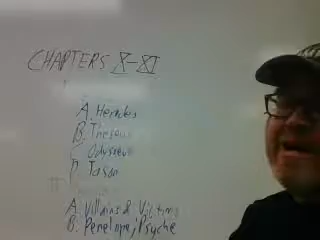 CHAPTERS X-XI
A. Heracles
B. Theseus
C. Odysseus
D. Jason
A. Villains & Victims
B. Penelope; Psyche